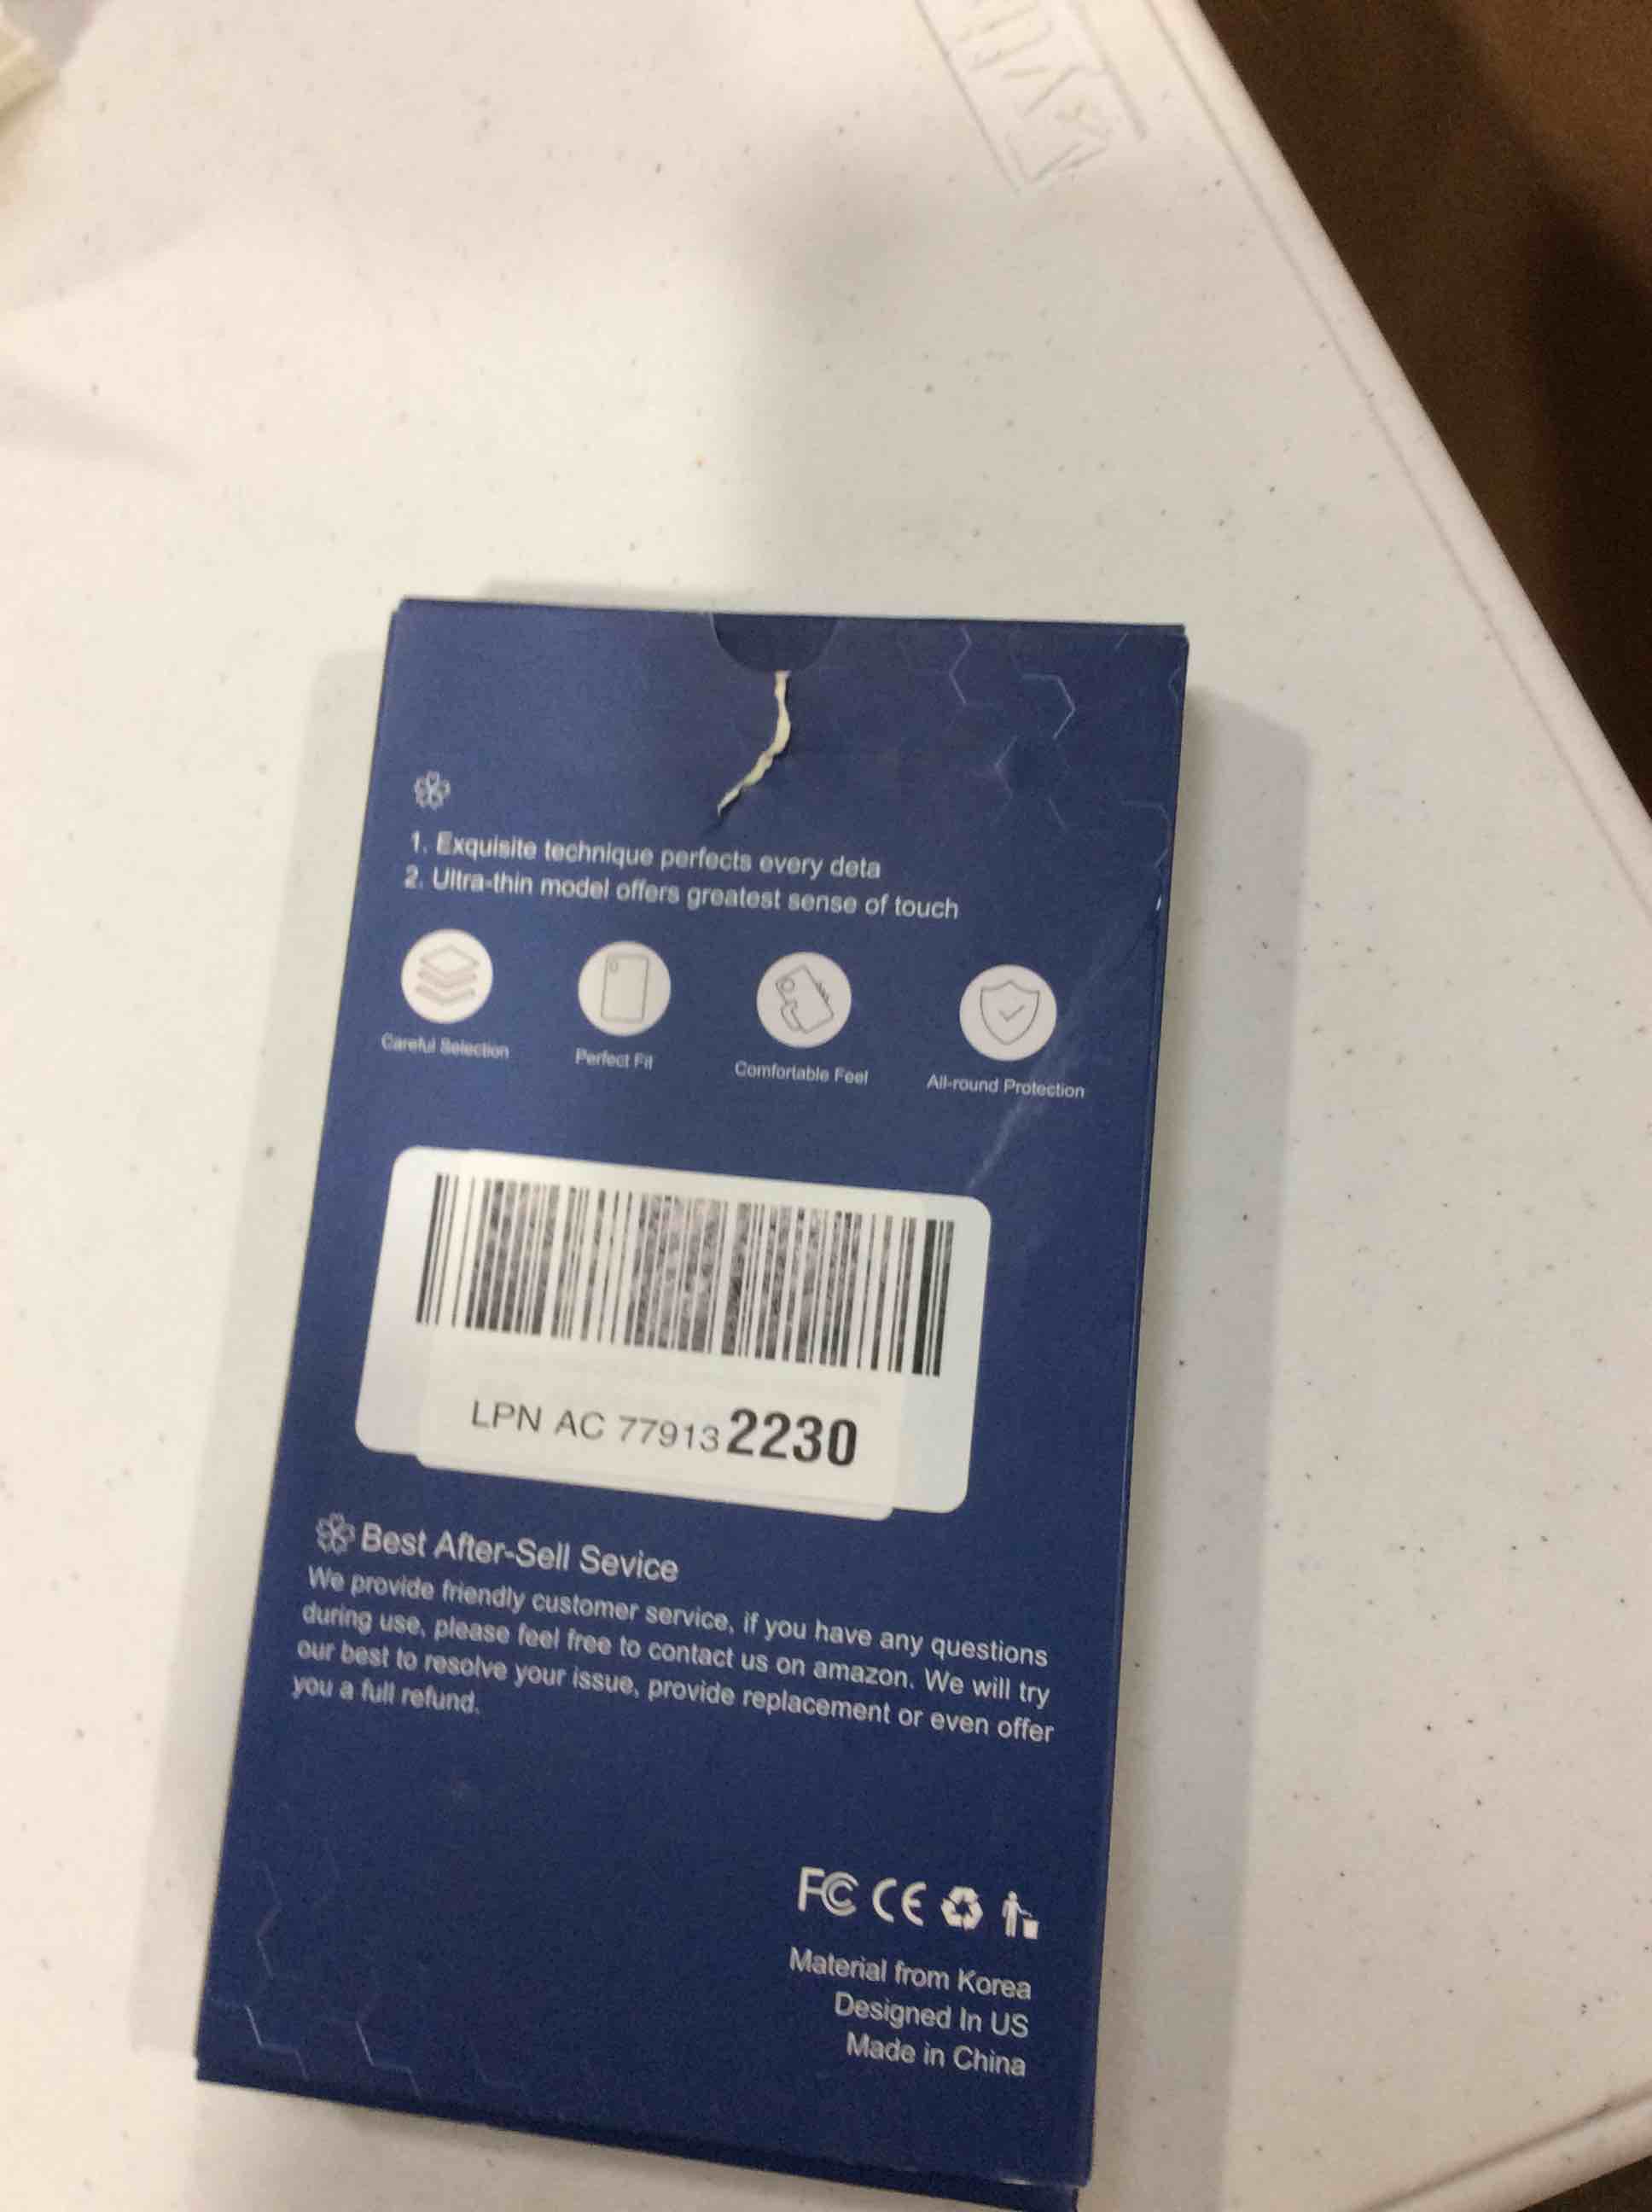 1. Exquisite technique perfects every deta
2. Ultra-thin model offers greatest sense of touch
Careful Selection
Perfect Fit
Comfortable Feel
All-round Protection
LPN AC 779132230
Best After-Sell Sevice
We provide friendly customer service, if you have any questions
during use, please feel free to contact us on amazon. We will try
our best to resolve your issue, provide replacement or even offer
you a full refund.
FC CE
Material from Korea
Designed In US
Made in China